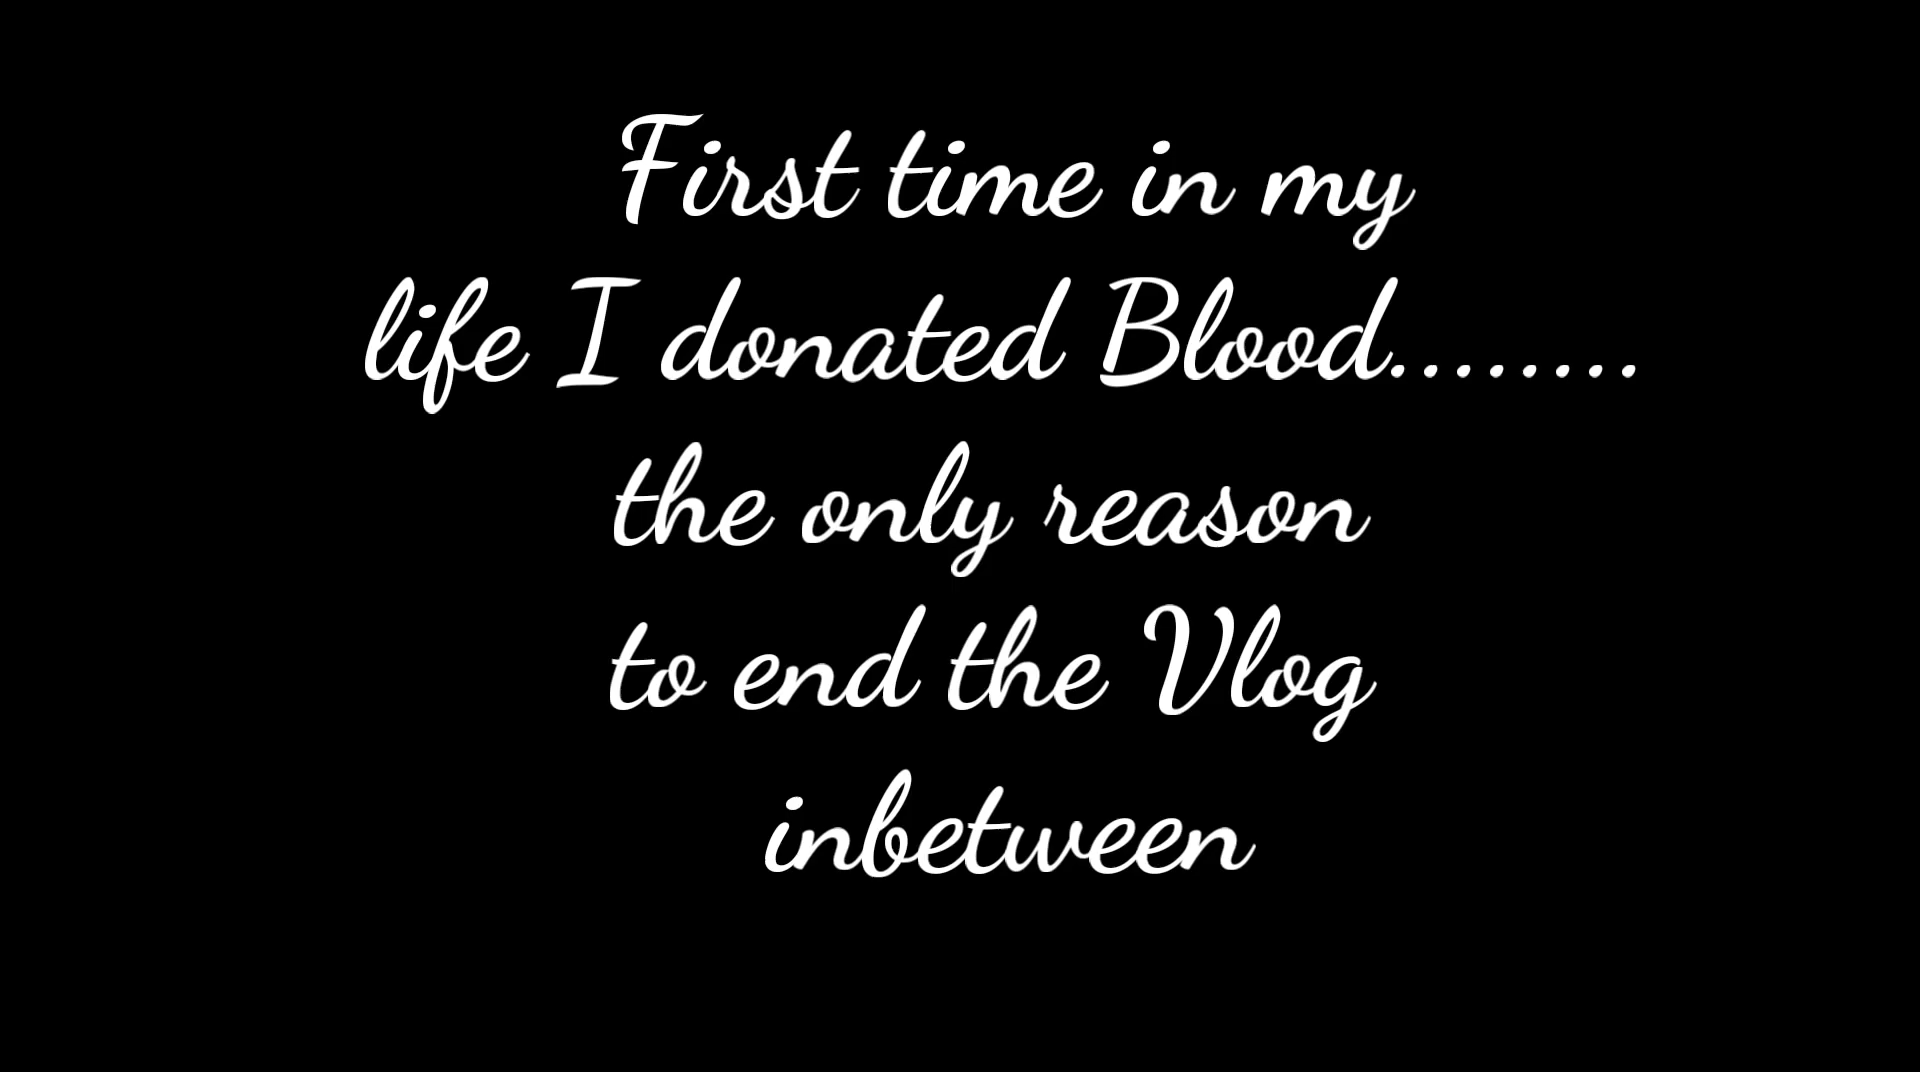 First time in my
life I donated Blood........
the only reason
to end the Vlog
inbetween